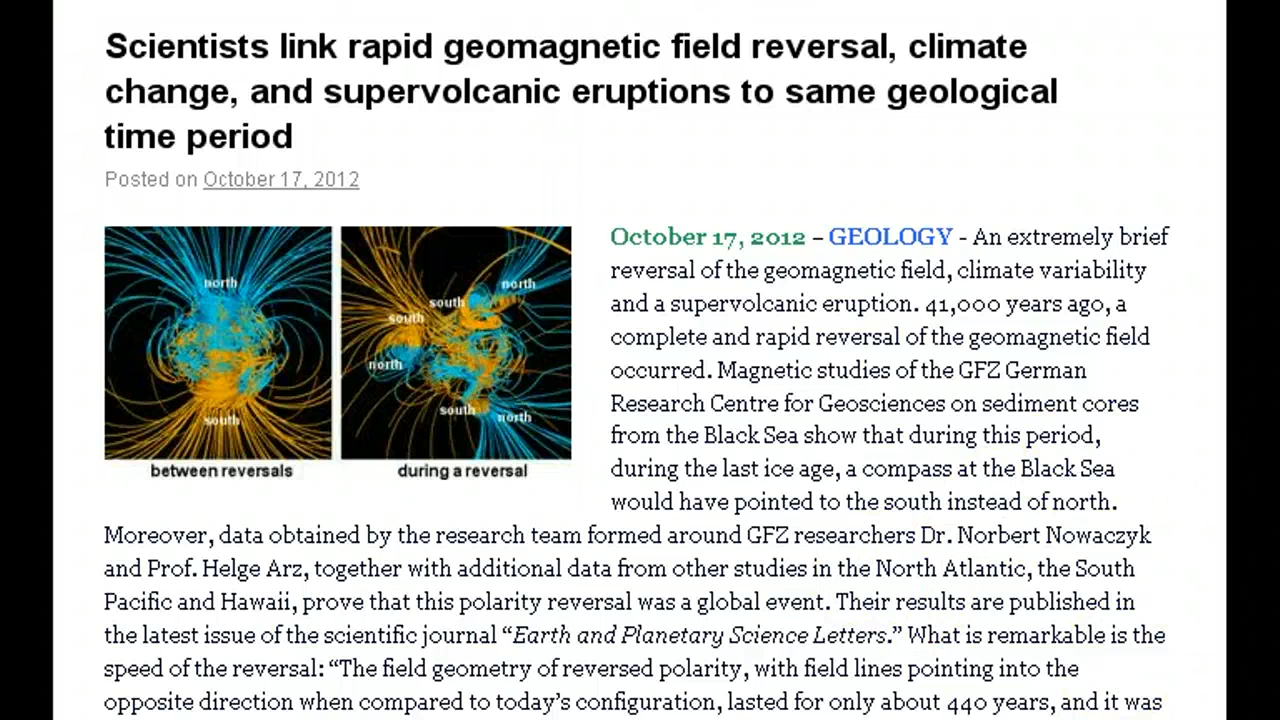 Scientists link rapid geomagnetic field reversal, climate
change, and supervolcanic eruptions to same geological
time period
Posted on October 17, 2012
north
south
between reversals
north
south
south
north
south
north
during a reversal
October 17, 2012 – GEOLOGY - An extremely brief
reversal of the geomagnetic field, climate variability
and a supervolcanic eruption. 41,000 years ago, a
complete and rapid reversal of the geomagnetic field
occurred. Magnetic studies of the GFZ German
Research Centre for Geosciences on sediment cores
from the Black Sea show that during this period,
during the last ice age, a compass at the Black Sea
would have pointed to the south instead of north.
Moreover, data obtained by the research team formed around GFZ researchers Dr. Norbert Nowaczyk
and Prof. Helge Arz, together with additional data from other studies in the North Atlantic, the South
Pacific and Hawaii, prove that this polarity reversal was a global event. Their results are published in
the latest issue of the scientific journal “Earth and Planetary Science Letters.” What is remarkable is the
speed of the reversal: “The field geometry of reversed polarity, with field lines pointing into the
opposite direction when compared to today’s configuration, lasted for only about 440 years, and it was